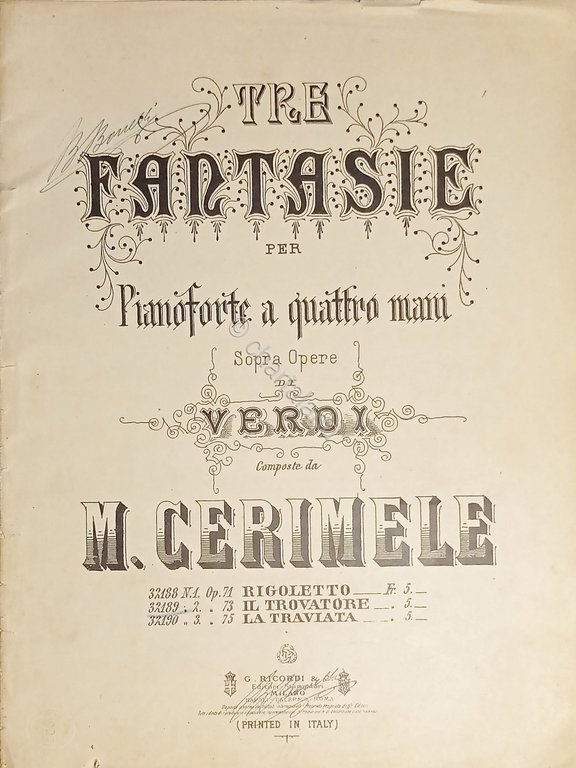 TRE
FANTASIE
PER
Pianoforte a quattro mani
Sopra Opere
DI
VERDI
Composte da
M. CERIMELE
32188 N.1. Op. 71 RIGOLETTO Fr. 5.
32189 " 2. " 73 IL TROVATORE " 5.
32190 " 3. " 75 LA TRAVIATA " 5.
G. RICORDI &
Editori
MILANO
(PRINTED IN ITALY)